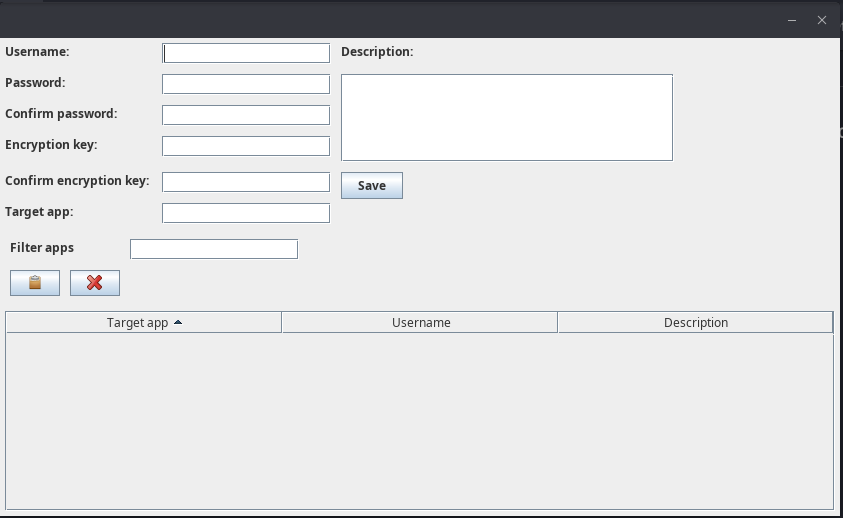 Username:
Description:
Password:
Confirm password:
Encryption key:
Confirm encryption key:
Save
Target app:
Filter apps
Target app
Username
Description